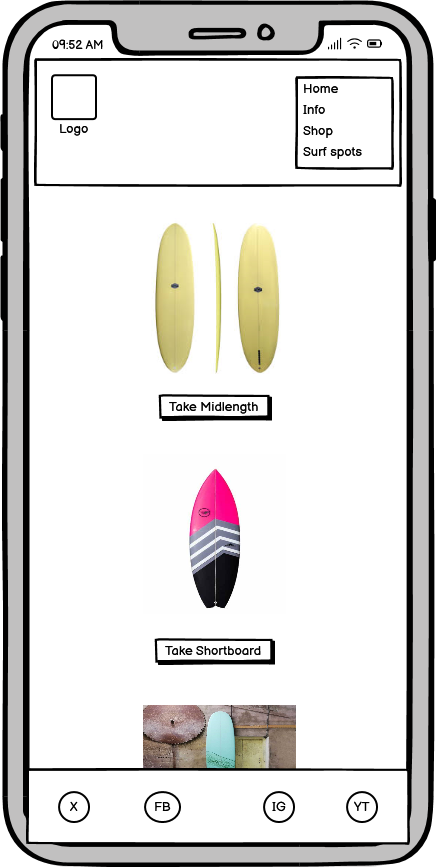 09:52 AM
Logo
Home
Info
Shop
Surf spots
Take Midlength
Take Shortboard
X
FB
IG
YT